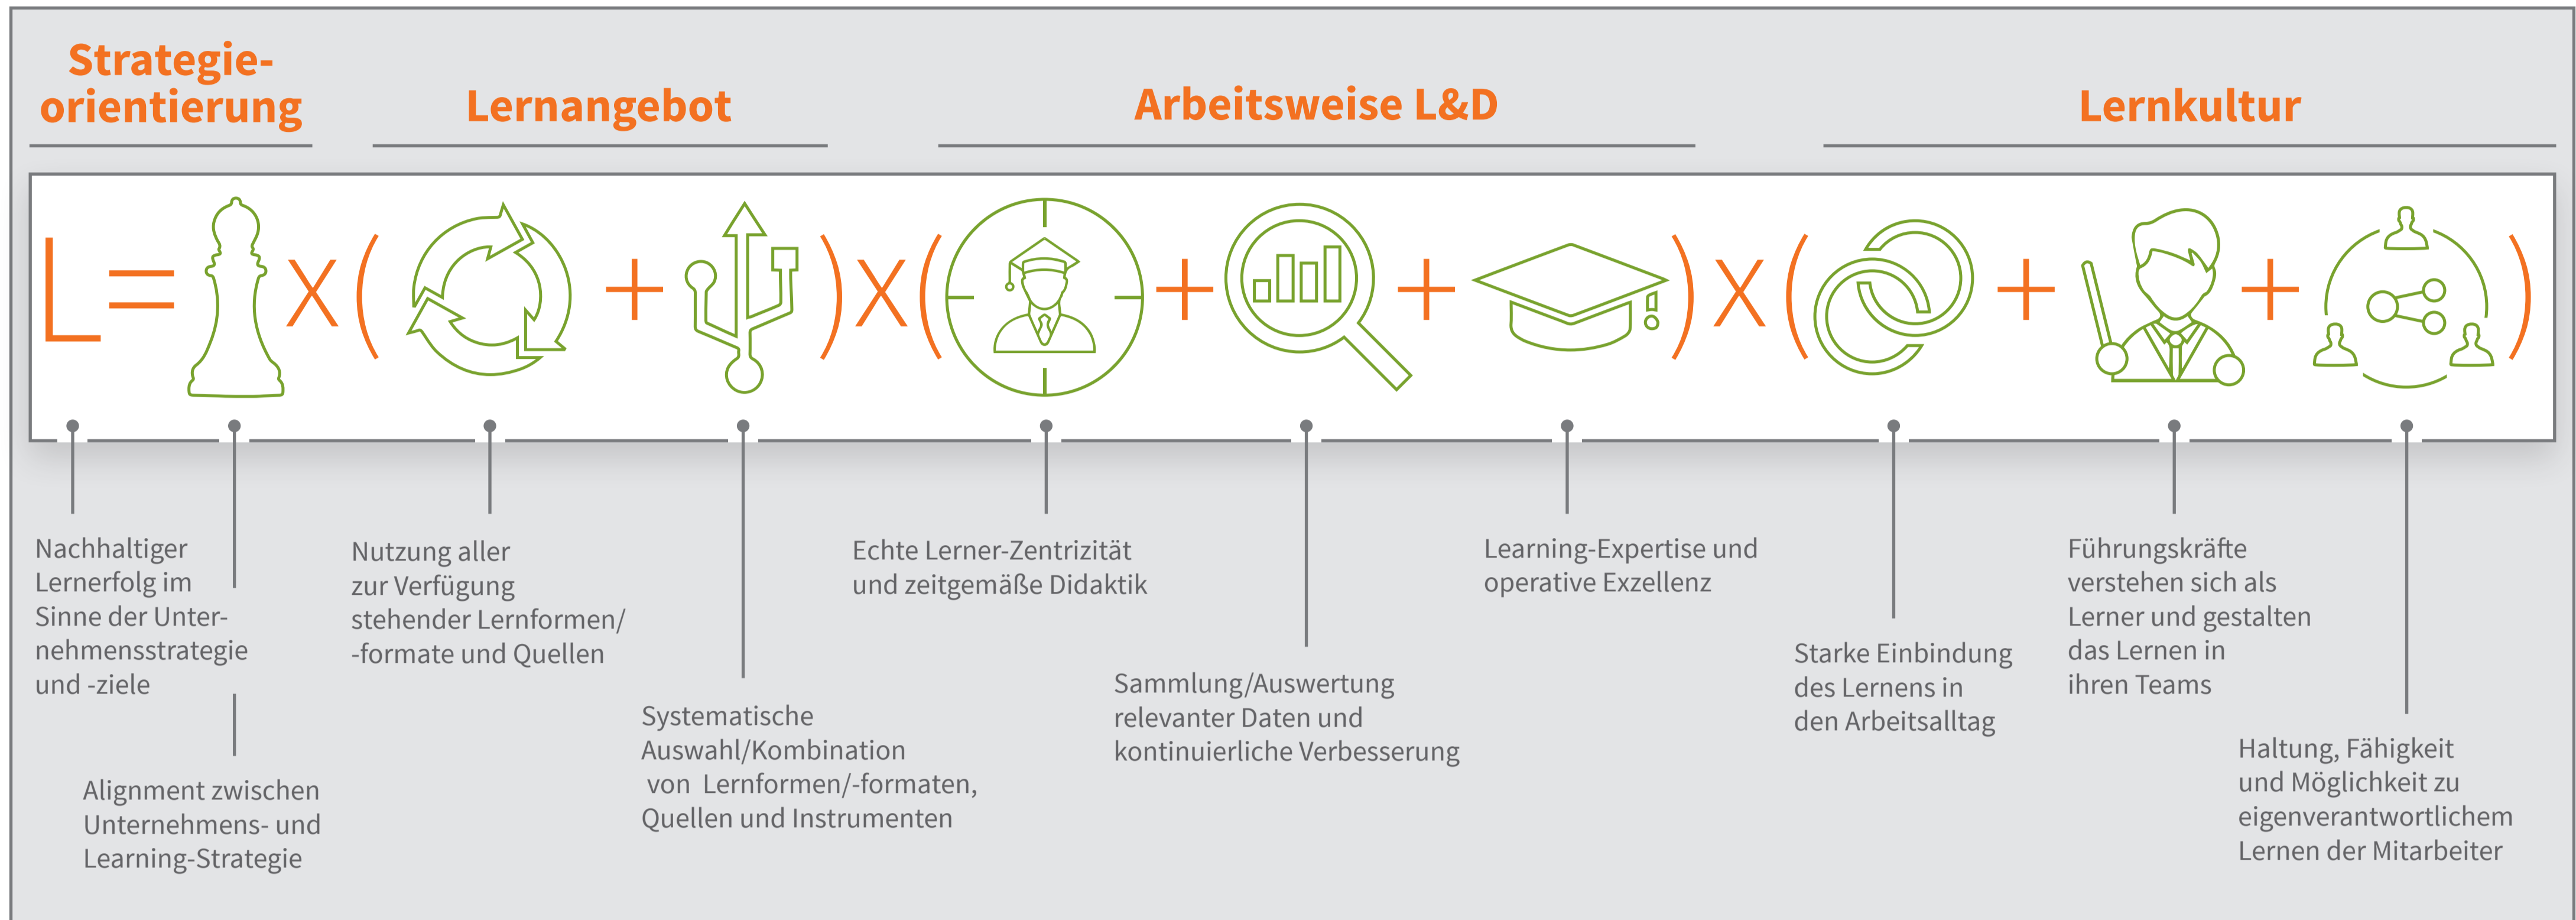 Strategie-
orientierung
Lernangebot
Arbeitsweise L&D
Lernkultur
L = X ( + ) X ( + + ) X ( + + )
Nachhaltiger
Lernerfolg im
Sinne der Unter-
nehmensstrategie
und -ziele
Alignment zwischen
Unternehmens- und
Learning-Strategie
Nutzung aller
zur Verfügung
stehender Lernformen/
-formate und Quellen
Systematische
Auswahl/Kombination
von Lernformen/-formaten,
Quellen und Instrumenten
Echte Lerner-Zentrizität
und zeitgemäße Didaktik
Sammlung/Auswertung
relevanter Daten und
kontinuierliche Verbesserung
Learning-Expertise und
operative Exzellenz
Starke Einbindung
des Lernens in
den Arbeitsalltag
Führungskräfte
verstehen sich als
Lerner und gestalten
das Lernen in
ihren Teams
Haltung, Fähigkeit
und Möglichkeit zu
eigenverantwortlichem
Lernen der Mitarbeiter